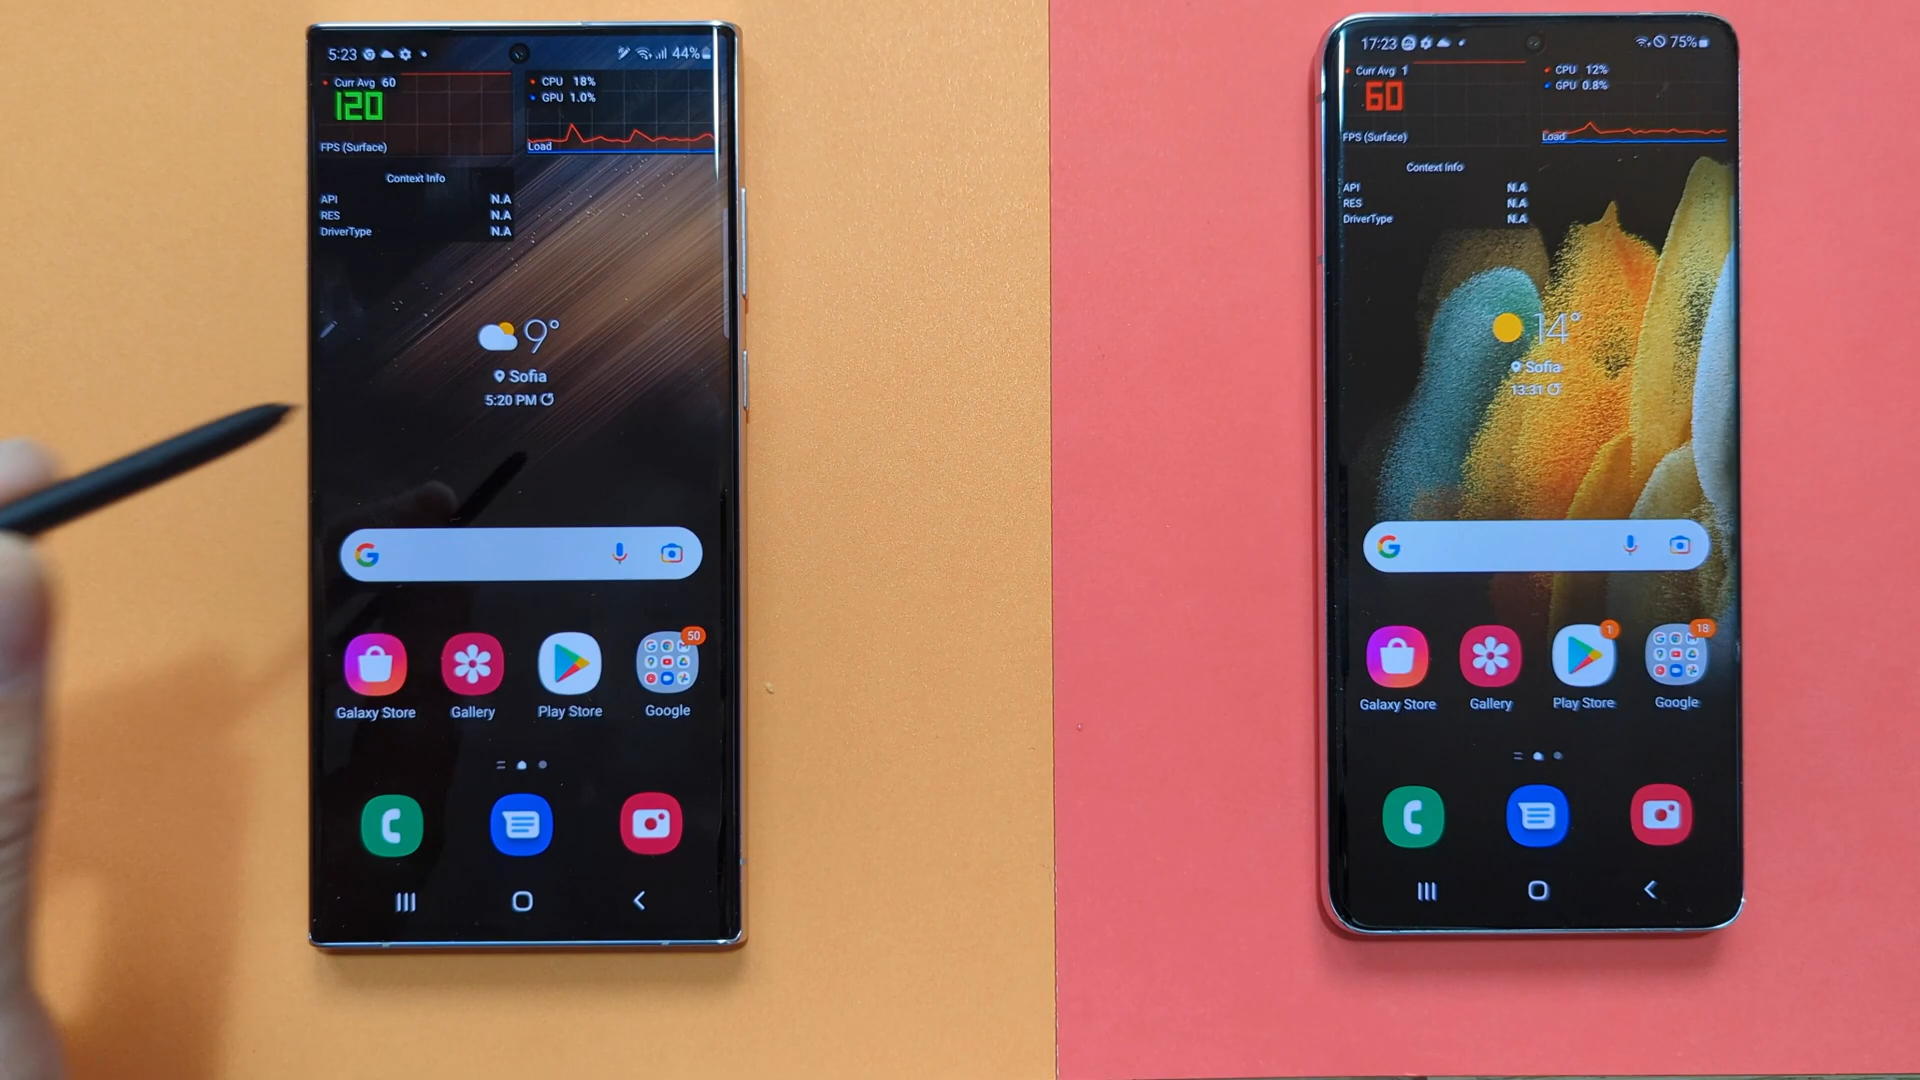 5:23
44%
Curr Avg 60
120
FPS (Surface)
CPU 18%
GPU 1.0%
Load
Context Info
API N.A
RES N.A
DriverType N.A
9°
Sofia
5:20 PM
G
50
Galaxy Store
Gallery
Play Store
Google
17:23
75%
Curr Avg 1
60
FPS (Surface)
CPU 12%
GPU 0.8%
Load
Context Info
API N.A
RES N.A
DriverType N.A
14°
Sofia
13:31
G
1
18
Galaxy Store
Gallery
Play Store
Google